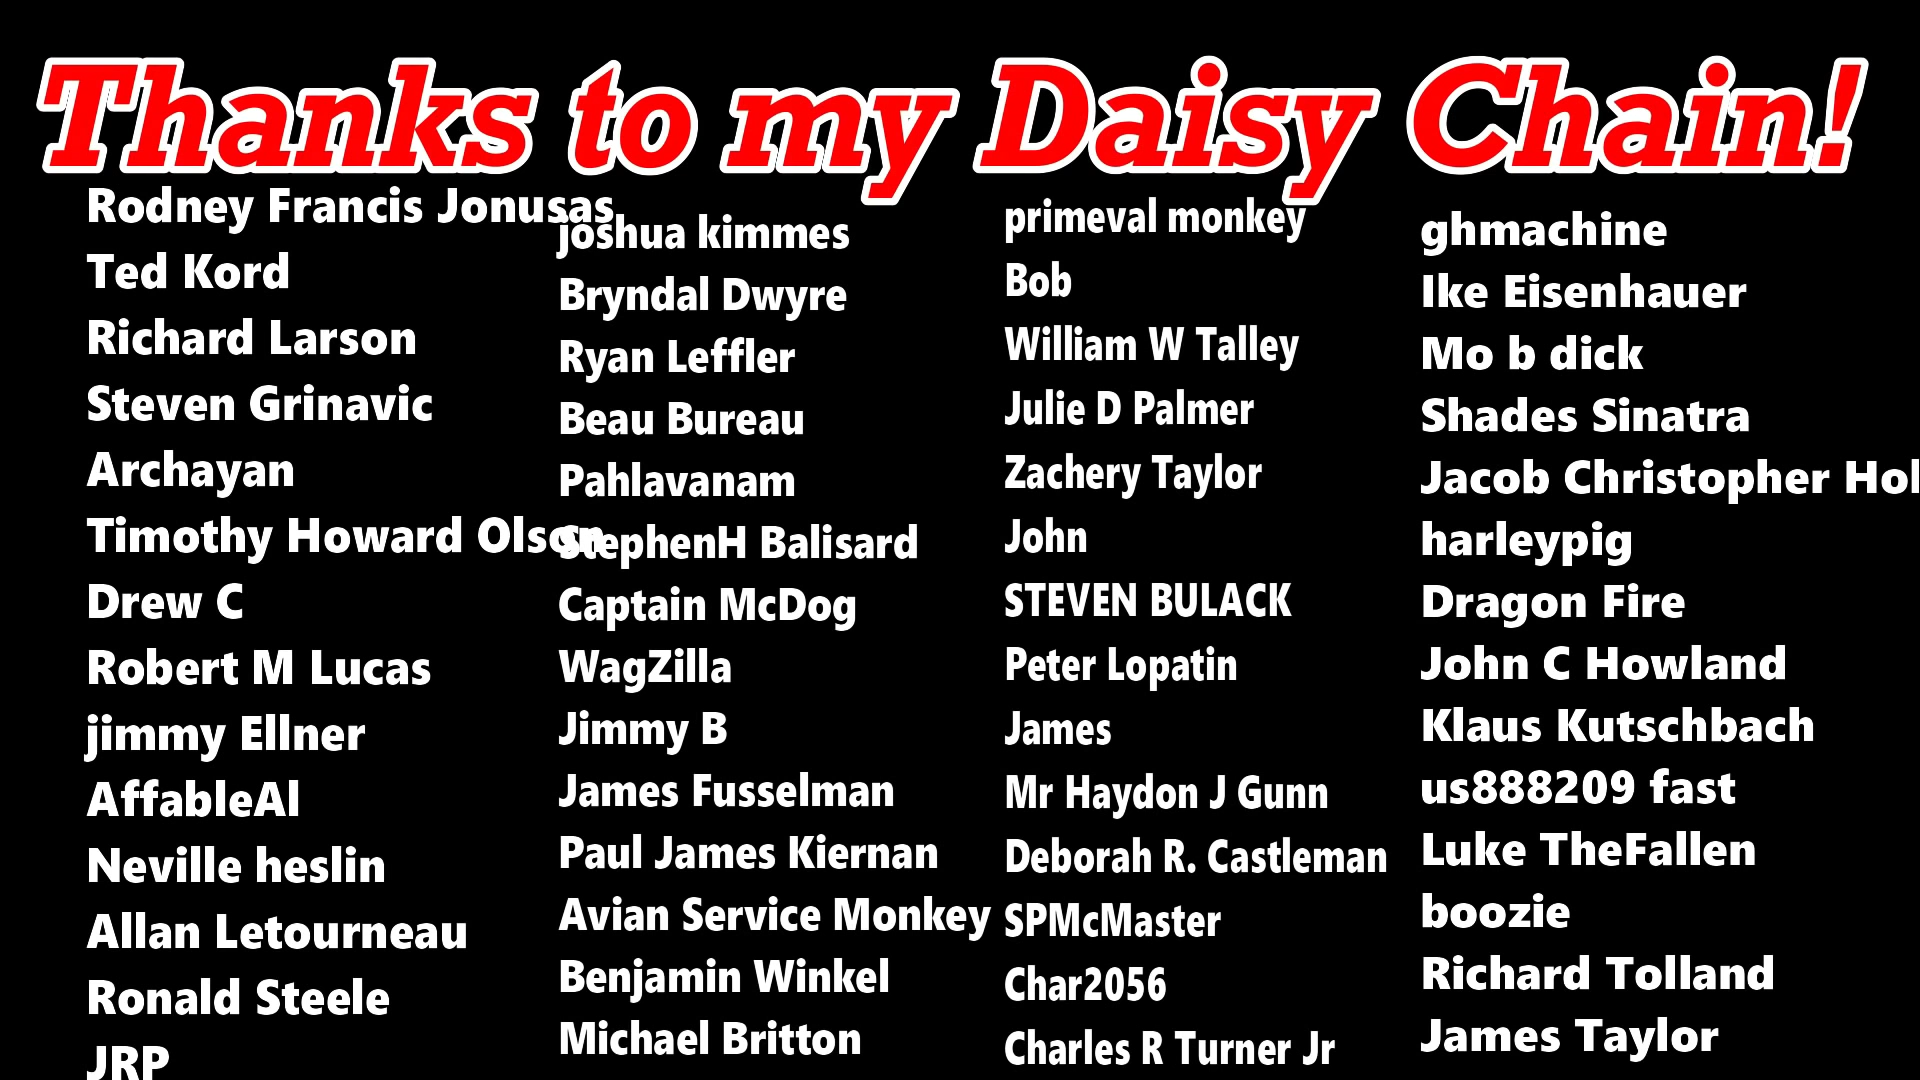 Thanks to my Daisy Chain!
Rodney Francis Jonusas
Ted Kord
Richard Larson
Steven Grinavic
Archayan
Timothy Howard Olson
Drew C
Robert M Lucas
jimmy Ellner
AffableAl
Neville heslin
Allan Letourneau
Ronald Steele
JRP
joshua kimmes
Bryndal Dwyre
Ryan Leffler
Beau Bureau
Pahlavanam
StephenH Balisard
Captain McDog
WagZilla
Jimmy B
James Fusselman
Paul James Kiernan
Avian Service Monkey
Benjamin Winkel
Michael Britton
primeval monkey
Bob
William W Talley
Julie D Palmer
Zachery Taylor
John
STEVEN BULACK
Peter Lopatin
James
Mr Haydon J Gunn
Deborah R. Castleman
SPMcMaster
Char2056
Charles R Turner Jr
ghmachine
Ike Eisenhauer
Mo b dick
Shades Sinatra
Jacob Christopher Hol
harleypig
Dragon Fire
John C Howland
Klaus Kutschbach
us888209 fast
Luke TheFallen
boozie
Richard Tolland
James Taylor